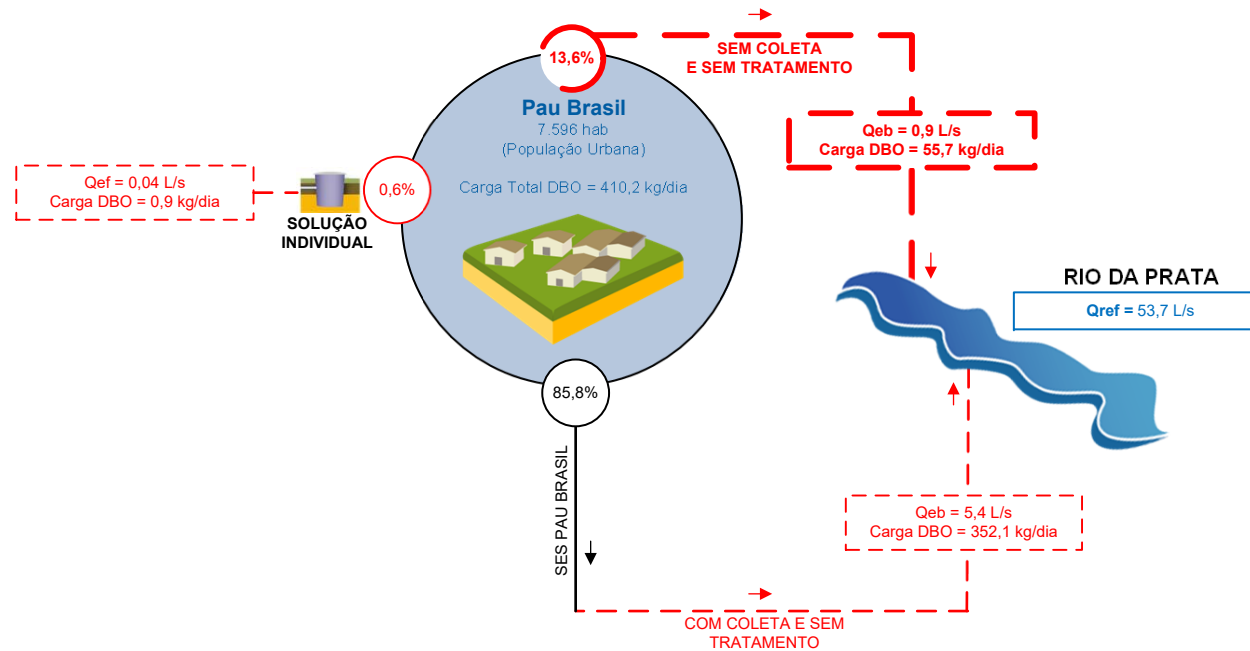 13,6%
SEM COLETA
E SEM TRATAMENTO
Pau Brasil
7.596 hab
(População Urbana)
Carga Total DBO = 410,2 kg/dia
Qeb = 0,9 L/s
Carga DBO = 55,7 kg/dia
Qef = 0,04 L/s
Carga DBO = 0,9 kg/dia
0,6%
SOLUÇÃO
INDIVIDUAL
RIO DA PRATA
Qref = 53,7 L/s
85,8%
SES PAU BRASIL
Qeb = 5,4 L/s
Carga DBO = 352,1 kg/dia
COM COLETA E SEM
TRATAMENTO